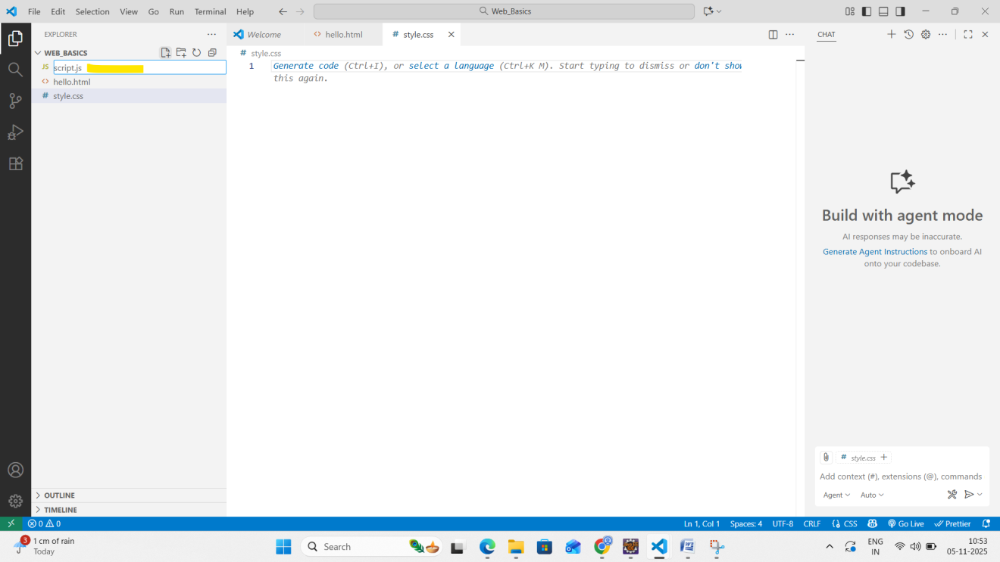 File Edit Selection View Go Run Terminal Help
Web_Basics
EXPLORER
WEB_BASICS
JS script.js
<> hello.html
# style.css
OUTLINE
TIMELINE
Welcome
<> hello.html
# style.css
# style.css
1 Generate code (Ctrl+I), or select a language (Ctrl+K M). Start typing to dismiss or don't show
this again.
CHAT
Build with agent mode
AI responses may be inaccurate.
Generate Agent Instructions to onboard AI
onto your codebase.
# style.css +
Add context (#), extensions (@), commands
Agent Auto
0 0 Ln 1, Col 1 Spaces: 4 UTF-8 CRLF {} CSS Go Live Prettier
3 1 cm of rain
Today
Search
ENG
IN
10:53
05-11-2025